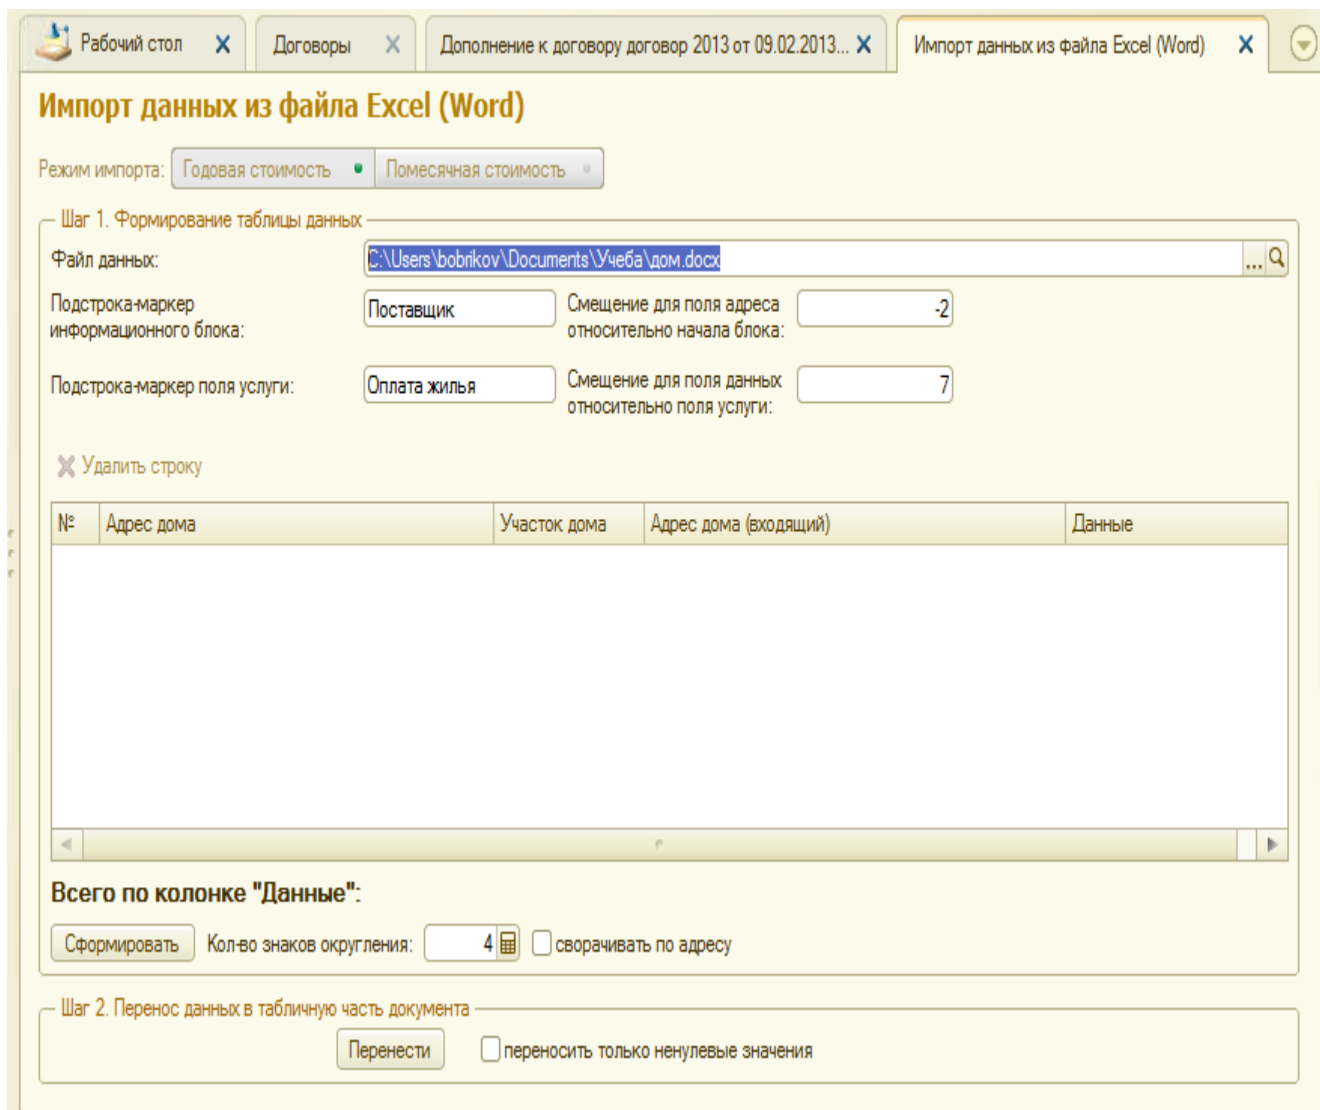 Рабочий стол Договоры Дополнение к договору договор 2013 от 09.02.2013... Импорт данных из файла Excel (Word)
Импорт данных из файла Excel (Word)
Режим импорта: Годовая стоимость Помесячная стоимость
Шаг 1. Формирование таблицы данных
Файл данных: C:\Users\bobrikov\Documents\Учеба\дом.docx ...
Подстрока-маркер
информационного блока:
Поставщик
Смещение для поля адреса
относительно начала блока:
-2
Подстрока-маркер поля услуги:
Оплата жилья
Смещение для поля данных
относительно поля услуги:
7
Удалить строку
№ Адрес дома Участок дома Адрес дома (входящий) Данные
Всего по колонке "Данные":
Сформировать Кол-во знаков округления: 4 сворачивать по адресу
Шаг 2. Перенос данных в табличную часть документа
Перенести переносить только ненулевые значения